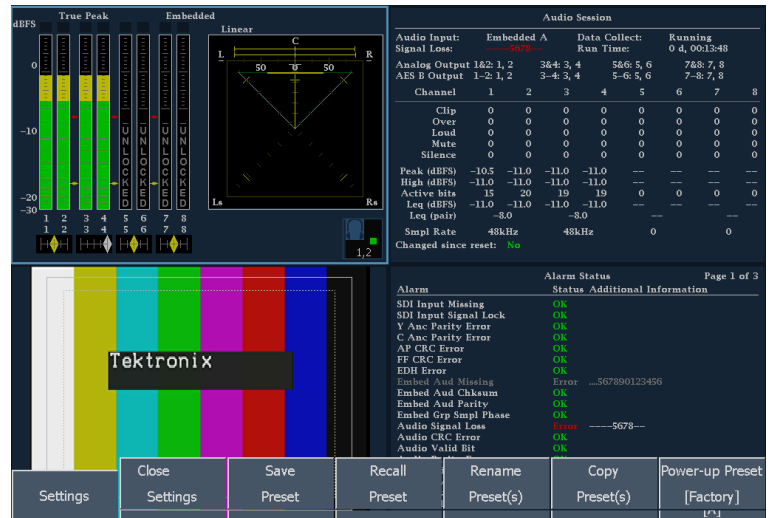 True Peak Embedded
dBFS
0
-10
-20
-30
UNLOCKED UNLOCKED UNLOCKED UNLOCKED
1 2 3 4 5 6 7 8
1 2 3 4 5 6 7 8
Linear
C
L R
50 0 50
Ls Rs
1,2
Audio Session
Audio Input: Embedded A Data Collect: Running
Signal Loss: ----5678-- Run Time: 0 d, 00:13:48
Analog Output 1&2: 1, 2 3&4: 3, 4 5&6: 5, 6 7&8: 7, 8
AES B Output 1-2: 1, 2 3-4: 3, 4 5-6: 5, 6 7-8: 7, 8
Channel 1 2 3 4 5 6 7 8
Clip 0 0 0 0 0 0 0 0
Over 0 0 0 0 0 0 0 0
Loud 0 0 0 0 0 0 0 0
Mute 0 0 0 0 0 0 0 0
Silence 0 0 0 0 0 0 0 0
Peak (dBFS) -10.5 -11.0 -11.0 -11.0 -- -- -- --
High (dBFS) -11.0 -11.0 -11.0 -11.0 -- -- -- --
Active bits 15 20 19 19 0 0 0 0
Leq (dBFS) -11.0 -11.0 -11.0 -11.0 -- -- -- --
Leq (pair) -8.0 -8.0 -- --
Smpl Rate 48kHz 48kHz 0 0
Changed since reset: No
Tektronix
Alarm Status Page 1 of 3
Alarm Status Additional Information
SDI Input Missing OK
SDI Input Signal Lock OK
Y Anc Parity Error OK
C Anc Parity Error OK
AP CRC Error OK
FF CRC Error OK
EDH Error OK
Embed Aud Missing Error ....567890123456
Embed Aud Chksum OK
Embed Aud Parity OK
Embed Grp Smpl Phase OK
Audio Signal Loss Error ----5678--
Audio CRC Error OK
Audio Valid Bit OK
Settings
Close Settings
Save Preset
Recall Preset
Rename Preset(s)
Copy Preset(s)
Power-up Preset
[Factory]